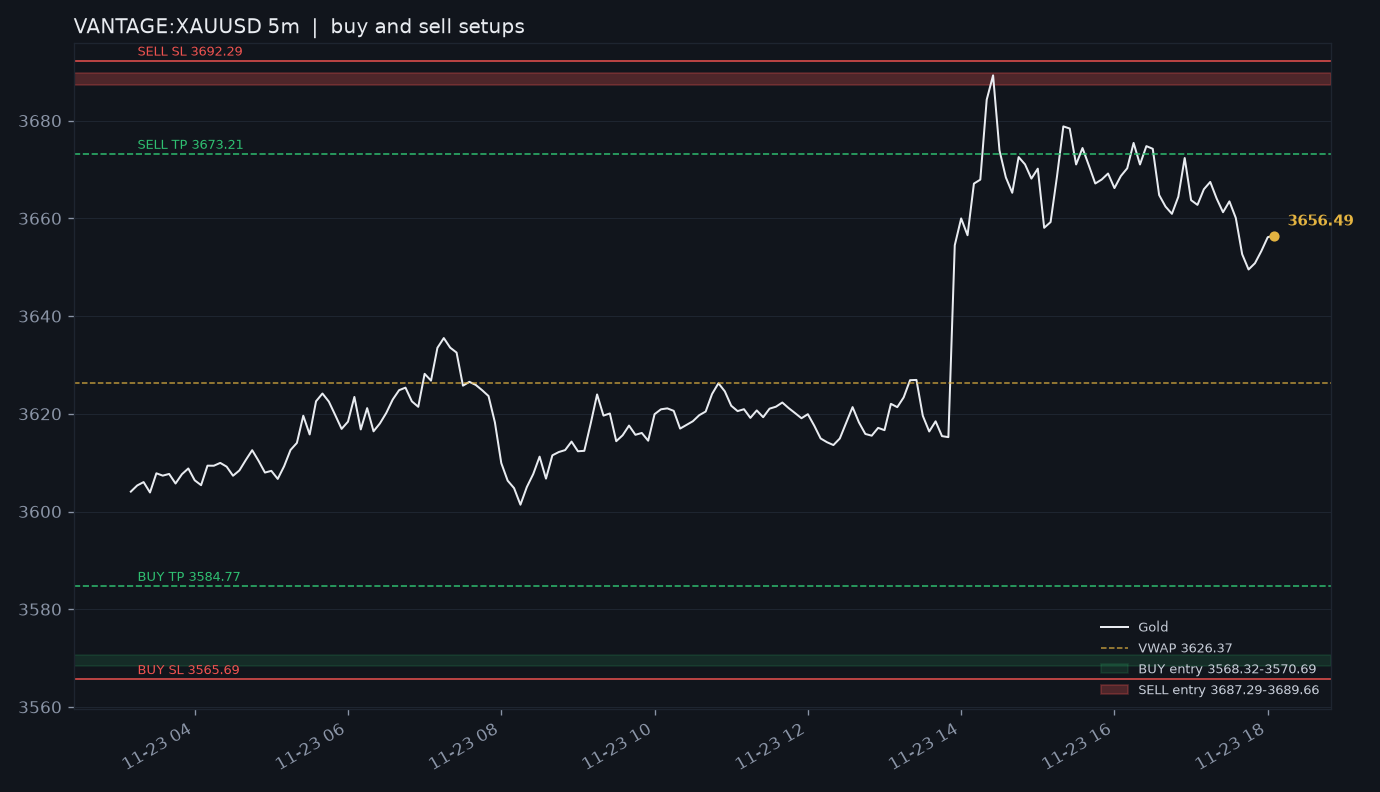 VANTAGE:XAUUSD 5m | buy and sell setups
SELL SL 3692.29
3680
SELL TP 3673.21
3660
3656.49
3640
3620
3600
BUY TP 3584.77
3580
Gold
VWAP 3626.37
BUY SL 3565.69
BUY entry 3568.32-3570.69
SELL entry 3687.29-3689.66
3560
11-23 04
11-23 06
11-23 08
11-23 10
11-23 12
11-23 14
11-23 16
11-23 18